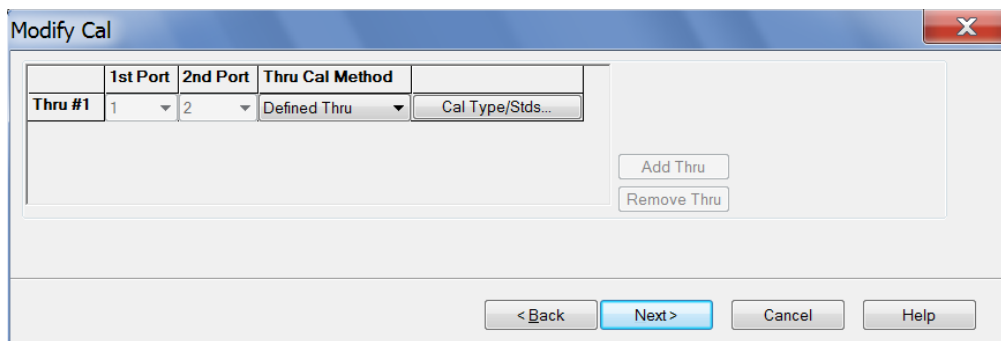 Modify Cal
X
1st Port 2nd Port Thru Cal Method
Thru #1 1 2 Defined Thru Cal Type/Stds...
Add Thru
Remove Thru
< Back Next> Cancel Help